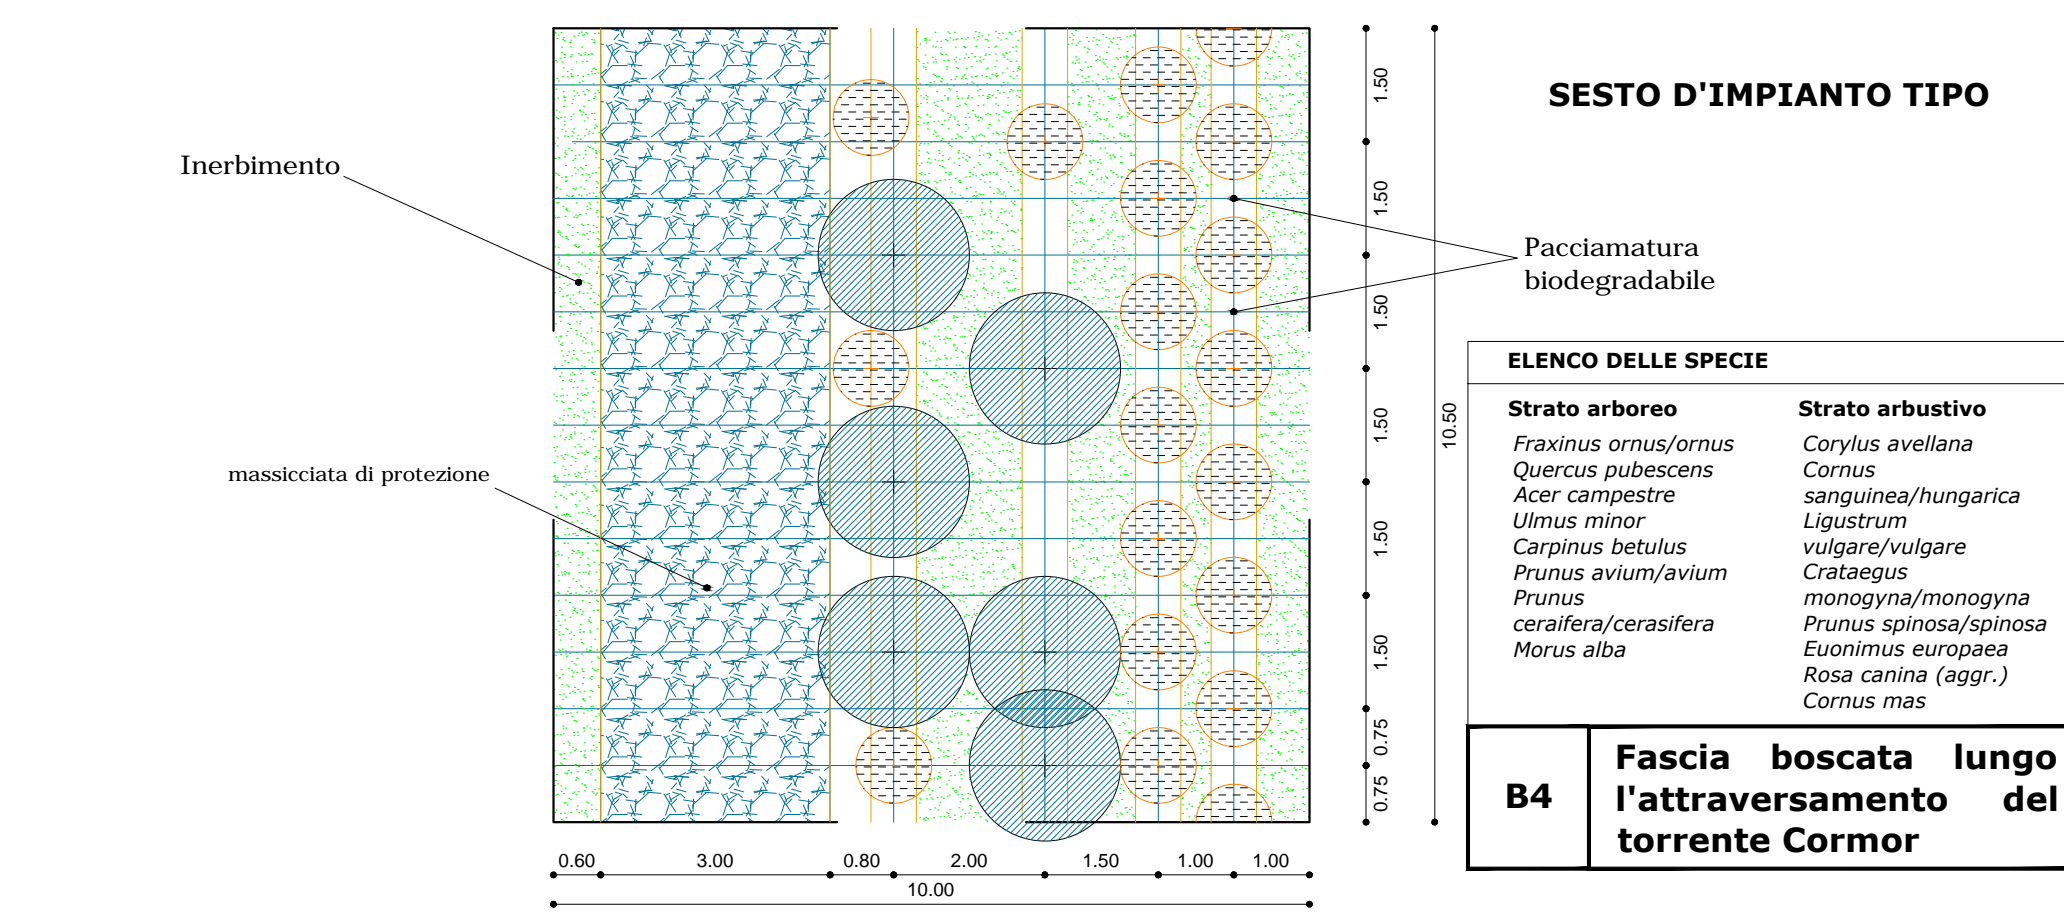 SESTO D'IMPIANTO TIPO
Inerbimento
massicciata di protezione
Pacciamatura
biodegradabile
1.50
1.50
1.50
1.50
1.50
1.50
0.75
0.75
10.50
0.60
3.00
0.80
2.00
1.50
1.00
1.00
10.00
ELENCO DELLE SPECIE
Strato arboreo
Fraxinus ornus/ornus
Quercus pubescens
Acer campestre
Ulmus minor
Carpinus betulus
Prunus avium/avium
Prunus
ceraifera/cerasifera
Morus alba
Strato arbustivo
Corylus avellana
Cornus
sanguinea/hungarica
Ligustrum
vulgare/vulgare
Crataegus
monogyna/monogyna
Prunus spinosa/spinosa
Euonimus europaea
Rosa canina (aggr.)
Cornus mas
B4
Fascia boscata lungo
l'attraversamento del
torrente Cormor